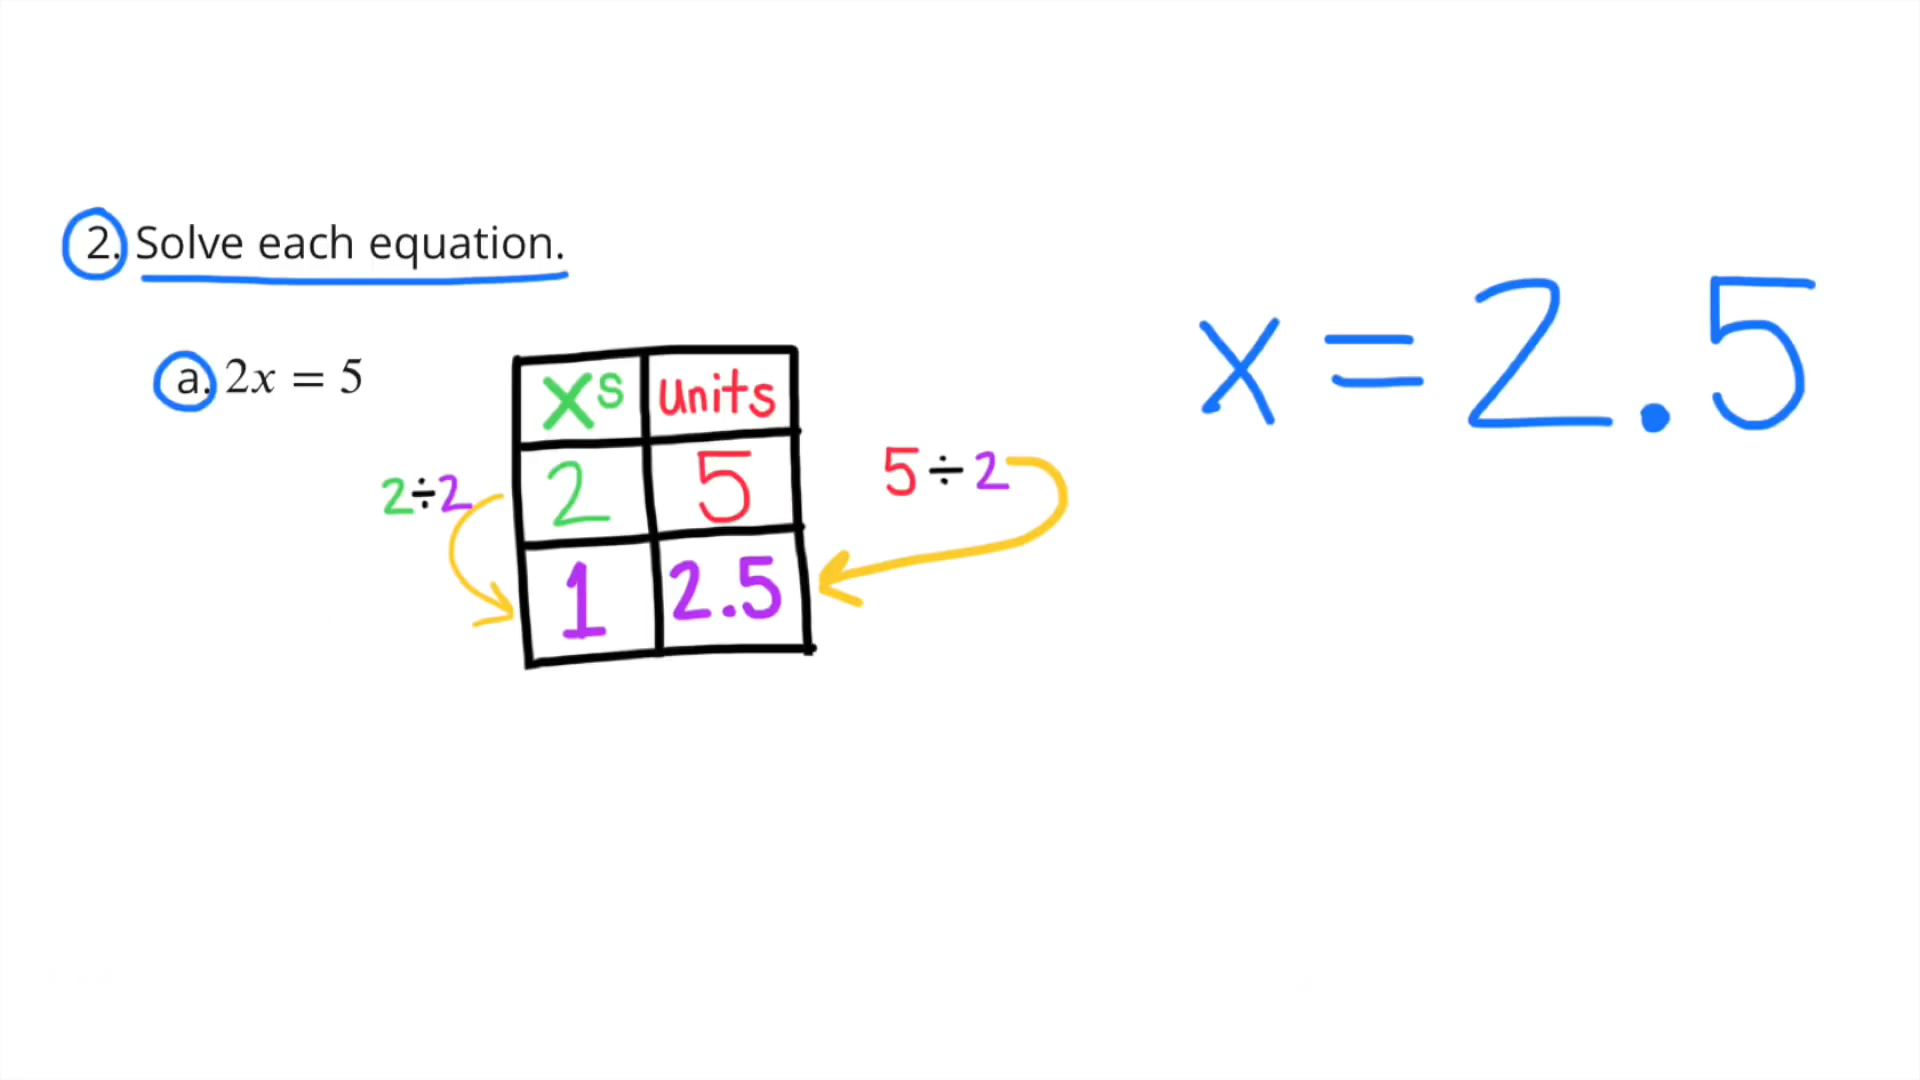 2. Solve each equation.
a. 2x = 5
xs units
2 5
1 2.5
2÷2
5÷2
x=2.5